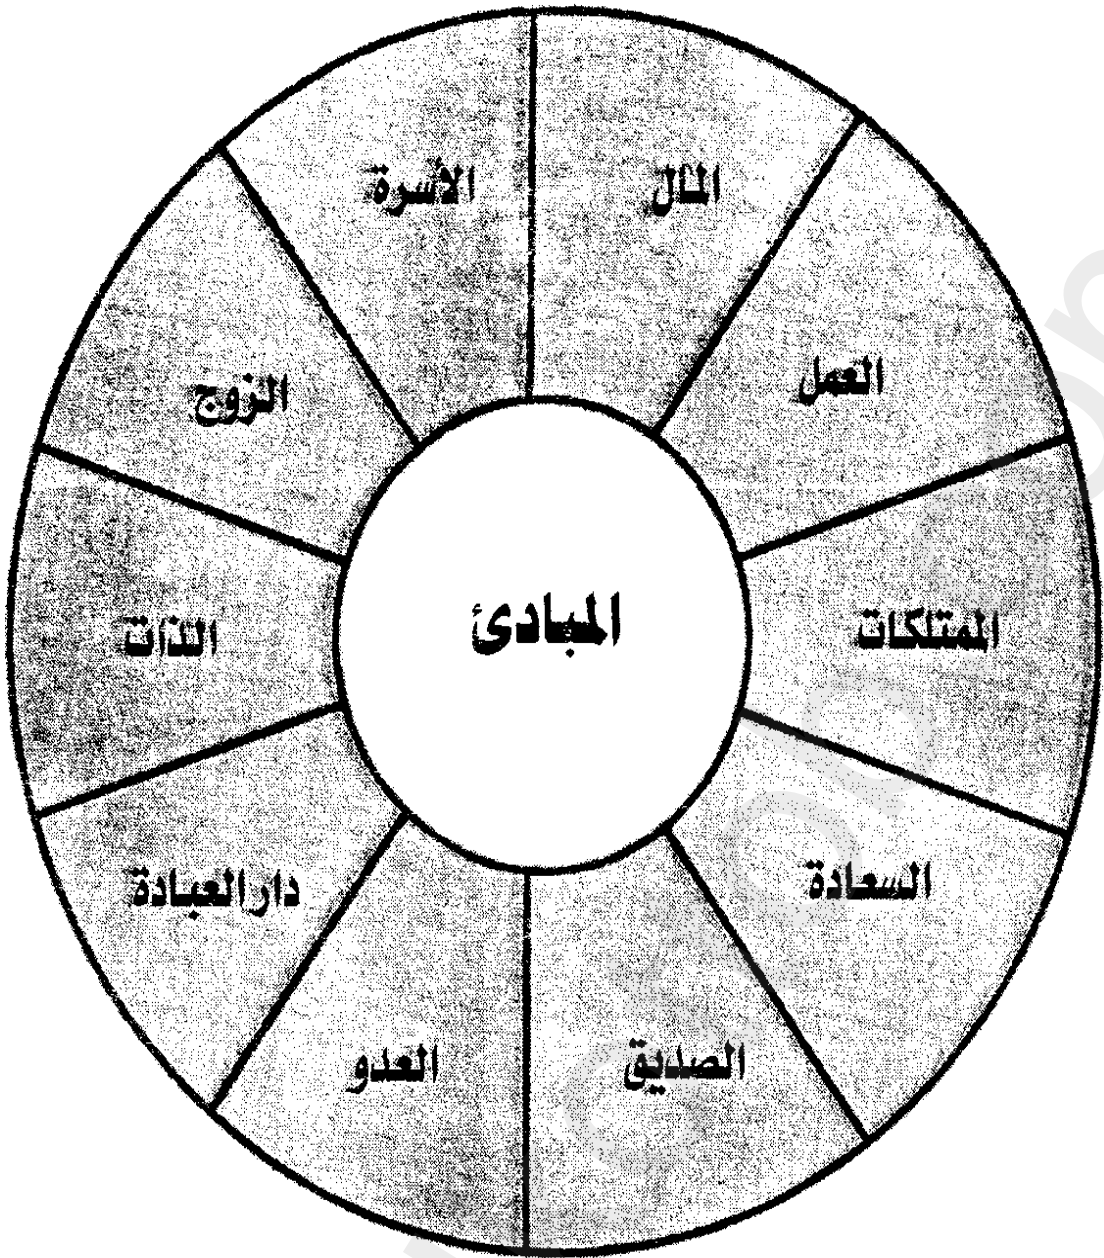 المال
الأسرة
العمل
الزوج
المبادئ
الممتلكات
الذات
السعادة
دار العبادة
الصديق
العدو